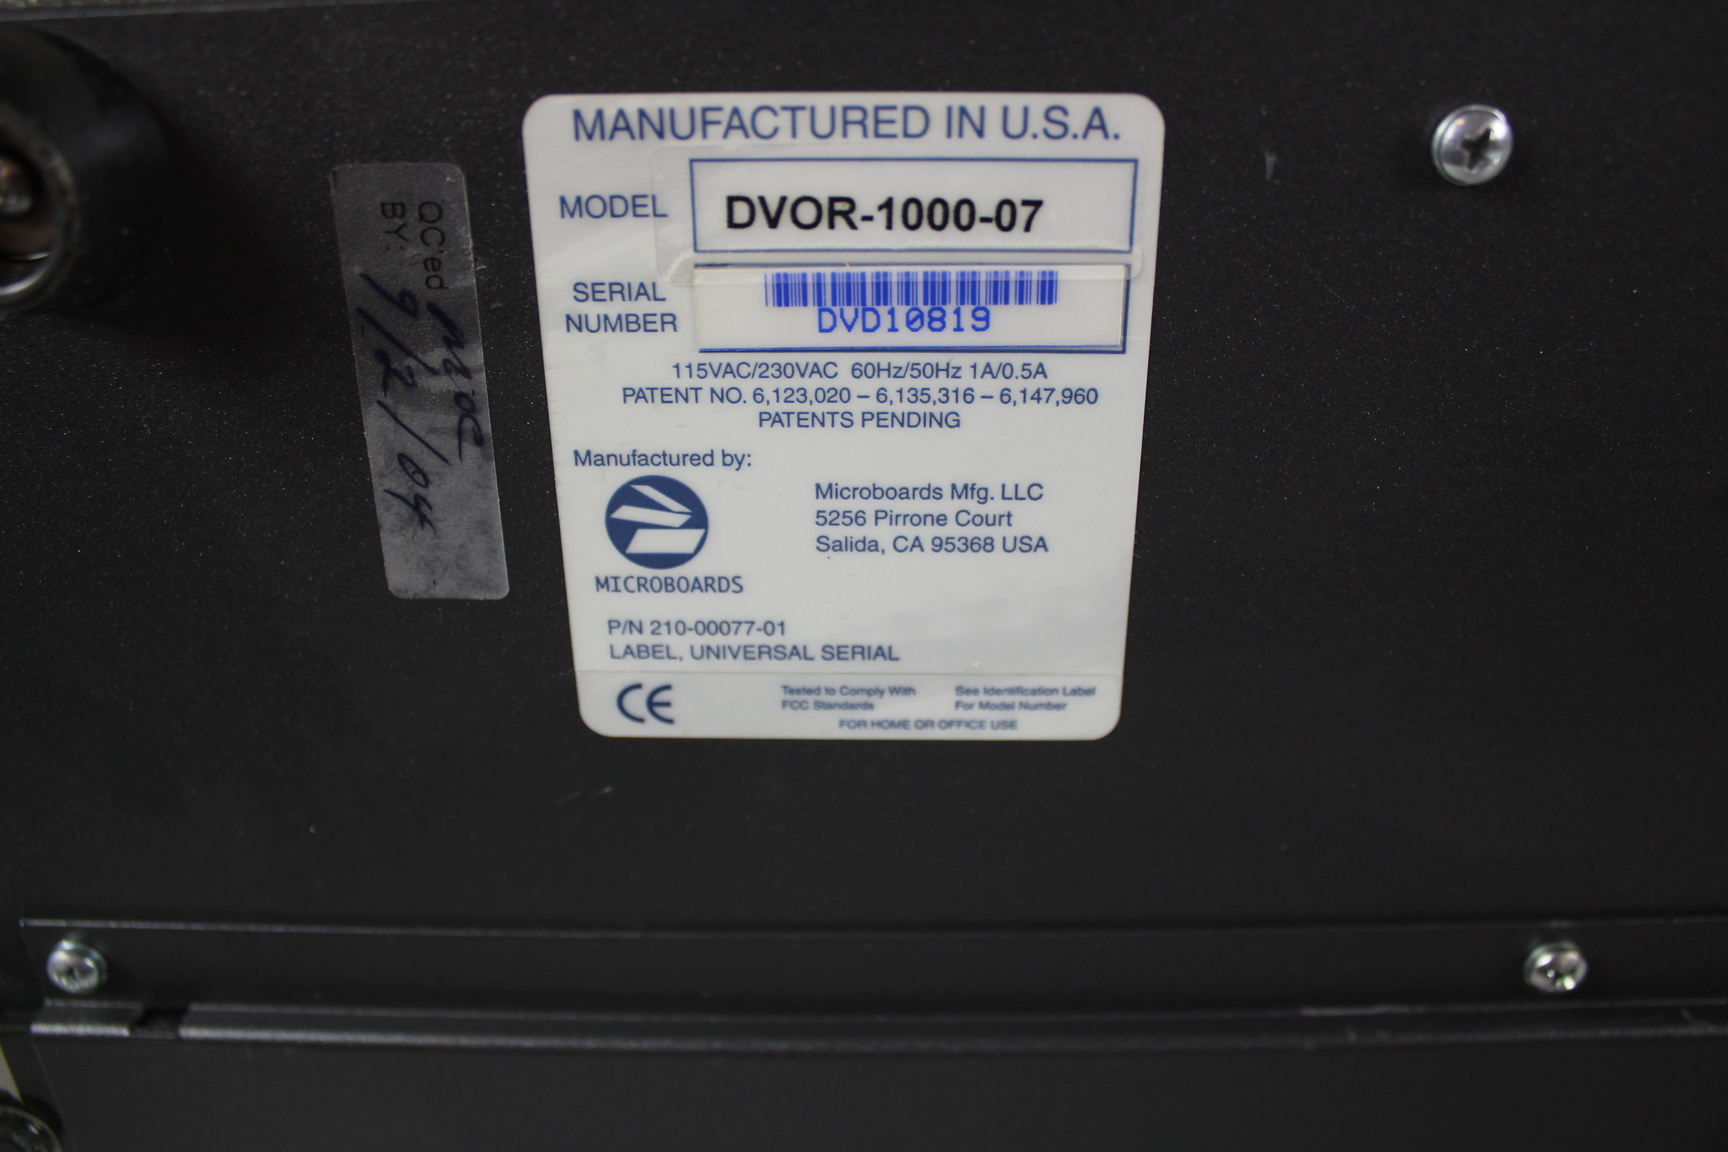 MANUFACTURED IN U.S.A.
MODEL DVOR-1000-07
SERIAL NUMBER DVD10819
115VAC/230VAC 60Hz/50Hz 1A/0.5A
PATENT NO. 6,123,020 – 6,135,316 – 6,147,960
PATENTS PENDING
Manufactured by:
Microboards Mfg. LLC
5256 Pirrone Court
Salida, CA 95368 USA
MICROBOARDS
P/N 210-00077-01
LABEL, UNIVERSAL SERIAL
CE
Tested to Comply With
FCC Standards
See Identification Label
For Model Number
FOR HOME OR OFFICE USE
QC'ed
BY:
9/21/04